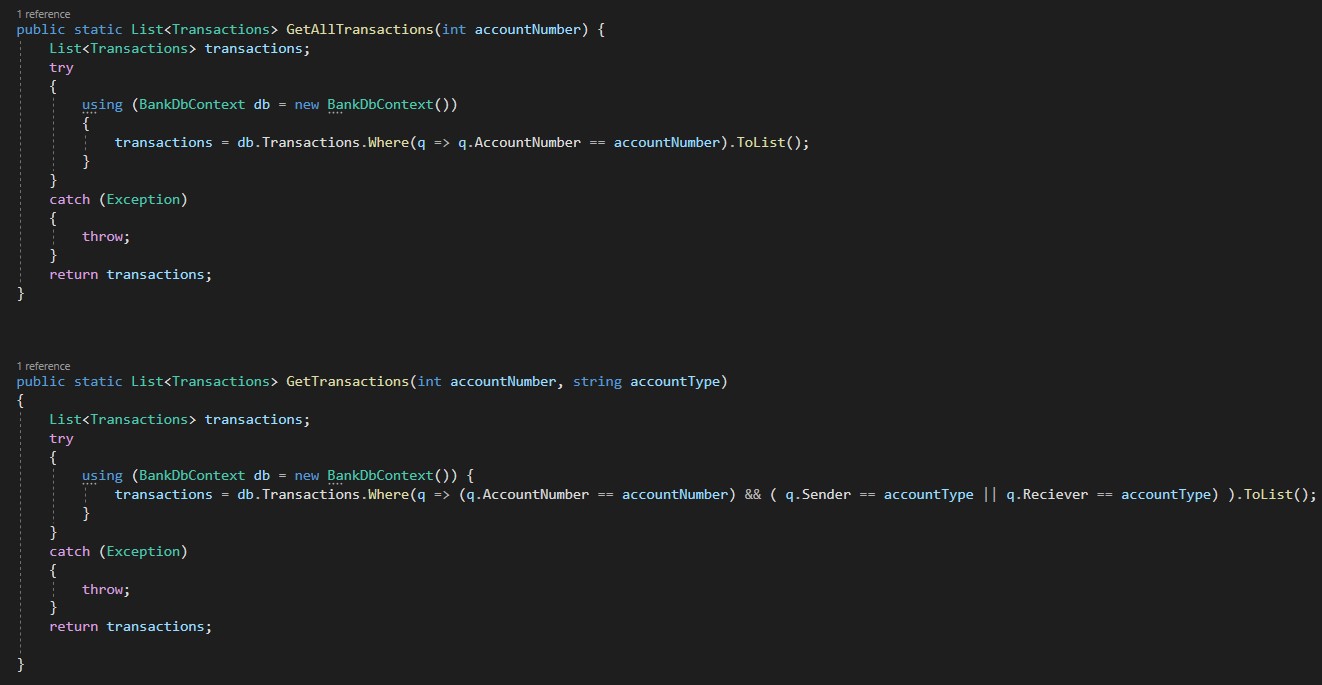 1 reference
public static List<Transactions> GetAllTransactions(int accountNumber) {
    List<Transactions> transactions;
    try
    {
        using (BankDbContext db = new BankDbContext())
        {
            transactions = db.Transactions.Where(q => q.AccountNumber == accountNumber).ToList();
        }
    }
    catch (Exception)
    {
        throw;
    }
    return transactions;
}
1 reference
public static List<Transactions> GetTransactions(int accountNumber, string accountType)
{
    List<Transactions> transactions;
    try
    {
        using (BankDbContext db = new BankDbContext()) {
            transactions = db.Transactions.Where(q => (q.AccountNumber == accountNumber) && ( q.Sender == accountType || q.Reciever == accountType) ).ToList();
        }
    }
    catch (Exception)
    {
        throw;
    }
    return transactions;
}